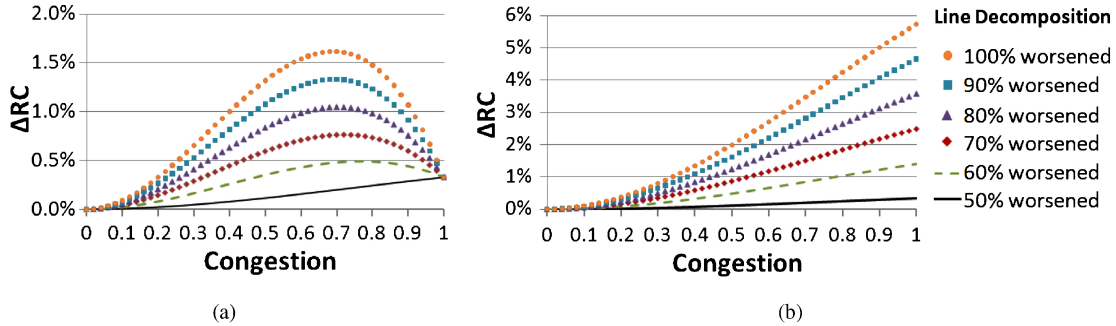 2.0%
1.5%
1.0%
0.5%
0.0%
ΔRC
0 0.1 0.2 0.3 0.4 0.5 0.6 0.7 0.8 0.9 1
Congestion
(a)
6%
5%
4%
3%
2%
1%
0%
ΔRC
0 0.1 0.2 0.3 0.4 0.5 0.6 0.7 0.8 0.9 1
Congestion
(b)
Line Decomposition
100% worsened
90% worsened
80% worsened
70% worsened
60% worsened
50% worsened